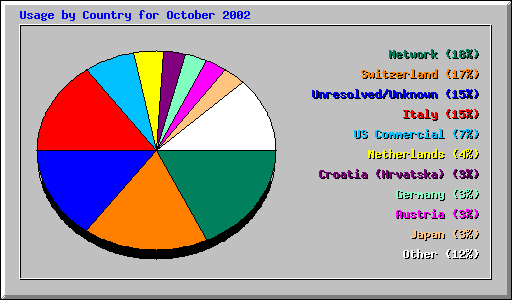 Usage by Country for October 2002
Network (18%)
Switzerland (17%)
Unresolved/Unknown (15%)
Italy (15%)
US Commercial (7%)
Netherlands (4%)
Croatia (Hrvatska) (3%)
Germany (3%)
Austria (3%)
Japan (3%)
Other (12%)